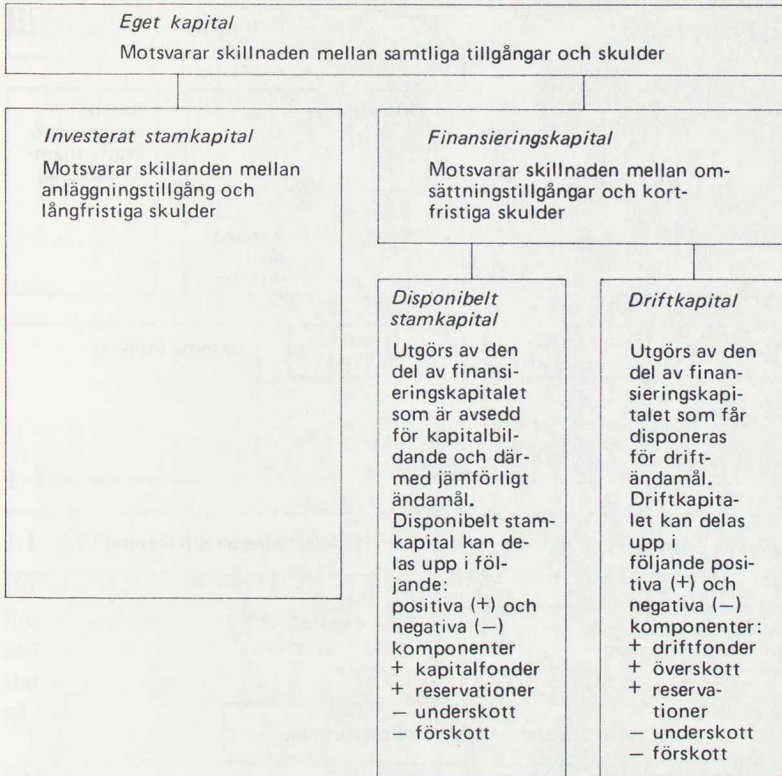 Eget kapital
Motsvarar skillnaden mellan samtliga tillgångar och skulder
Investerat stamkapital
Motsvarar skillanden mellan
anläggningstillgång och
långfristiga skulder
Finansieringskapital
Motsvarar skillnaden mellan om-
sättningstillgångar och kort-
fristiga skulder
Disponibelt
stamkapital
Utgörs av den
del av finansi-
eringskapitalet
som är avsedd
för kapitalbil-
dande och där-
med jämförligt
ändamål.
Disponibelt stam-
kapital kan de-
las upp i föl-
jande:
positiva (+) och
negativa (—)
komponenter
+ kapitalfonder
+ reservationer
— underskott
— förskott
Driftkapital
Utgörs av den
del av finan-
sieringskapi-
talet som får
disponeras
för drift-
ändamål.
Driftkapita-
let kan delas
upp i
följande posi-
tiva (+) och
negativa (—)
komponenter:
+ driftfonder
+ överskott
+ reserva-
tioner
— underskott
— förskott